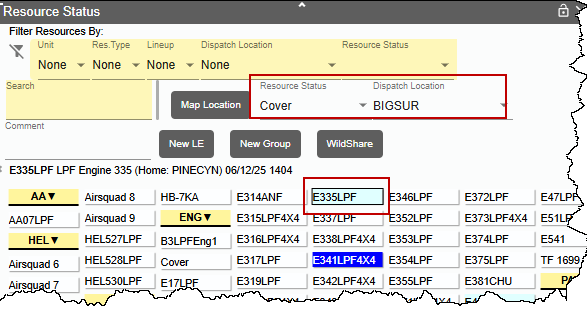 Resource Status
Filter Resources By:
Unit Res.Type Lineup Dispatch Location Resource Status
None None None None
Search
Map Location
Resource Status Dispatch Location
Cover BIGSUR
Comment
New LE New Group WildShare
E335LPF LPF Engine 335 (Home: PINECYN) 06/12/25 1404
AA▼ Airsquad 8 HB-7KA E314ANF E335LPF E346LPF E372LPF E47LPF
AA07LPF Airsquad 9 ENG▼ E315LPF4X4 E337LPF E352LPF E373LPF4X4 E51LPF
HEL▼ HEL527LPF B3LPFEng1 E316LPF4X4 E338LPF4X4 E353LPF E374LPF E541
Airsquad 6 HEL528LPF Cover E317LPF E341LPF4X4 E354LPF E375LPF TF 1699
Airsquad 7 HEL530LPF E17LPF E319LPF E342LPF4X4 E355LPF E381CHU